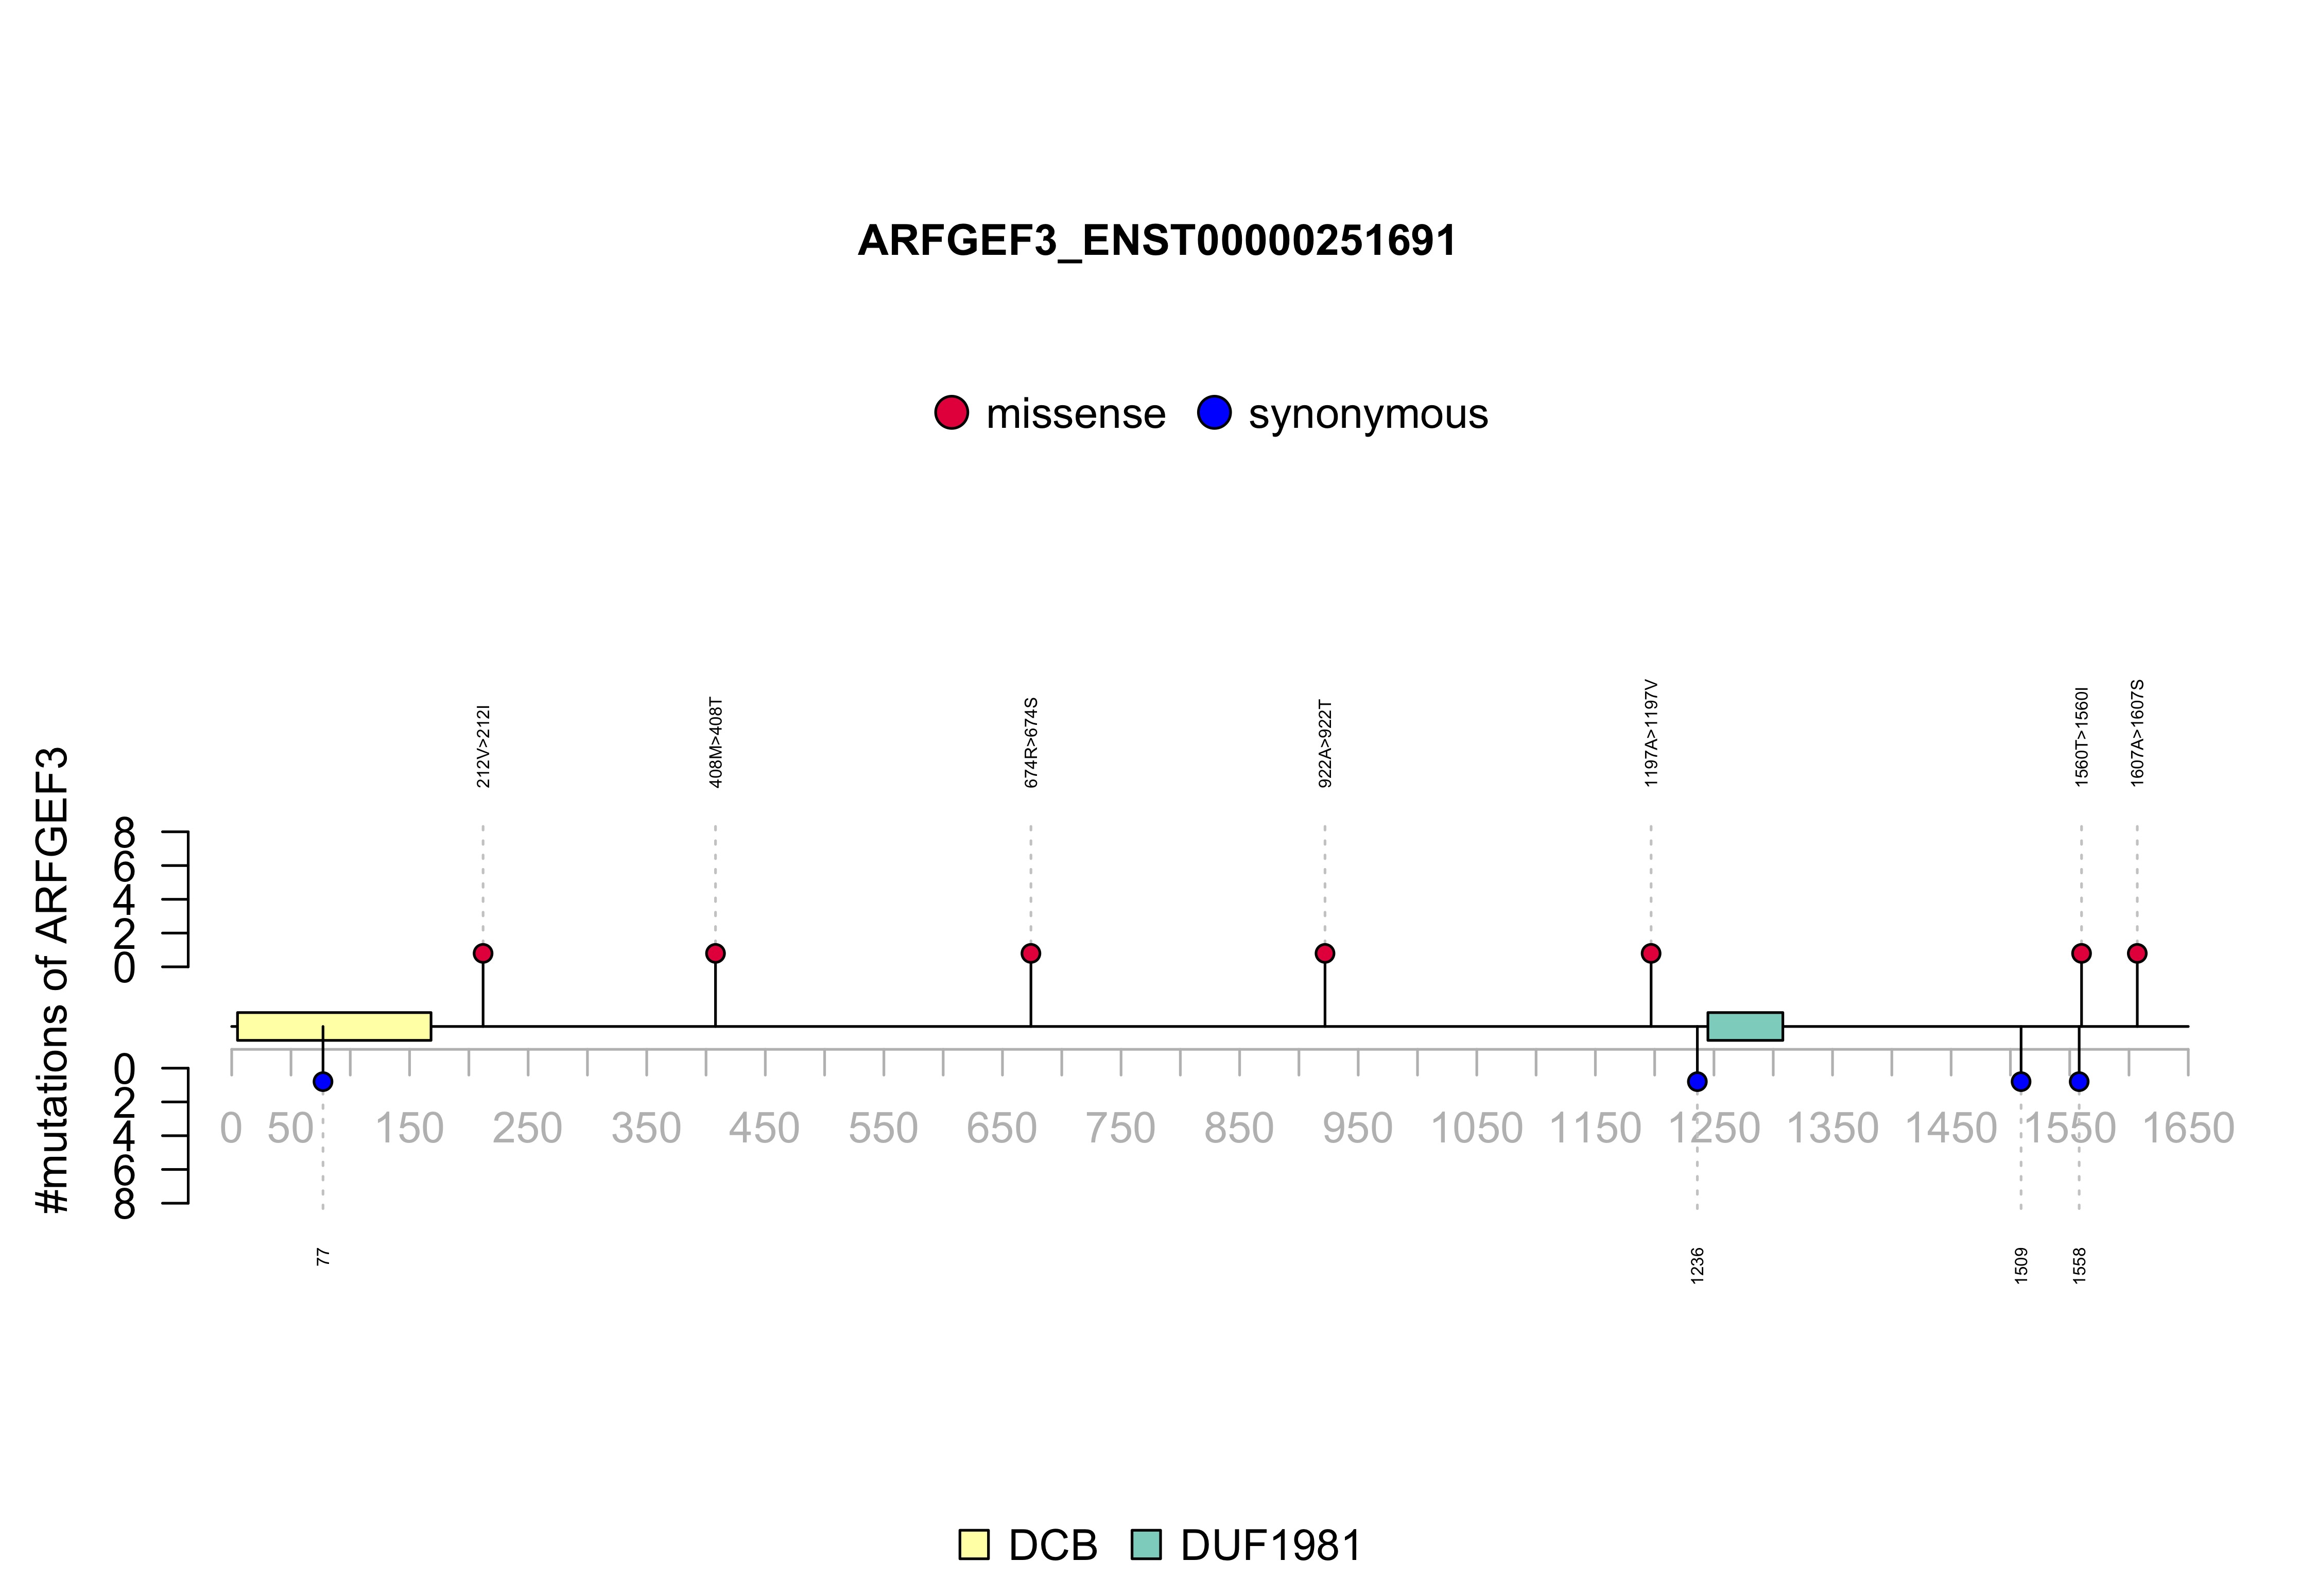 ARFGEF3_ENST00000251691
missense synonymous
212V>212I
408M>408T
674R>674S
922A>922T
1197A>1197V
1560T>1560I
1607A>1607S
#mutations of ARFGEF3
8
6
4
2
0
0
2
4
6
8
0 50 150 250 350 450 550 650 750 850 950 1050 1150 1250 1350 1450 1550 1650
77
1236
1509
1558
DCB DUF1981